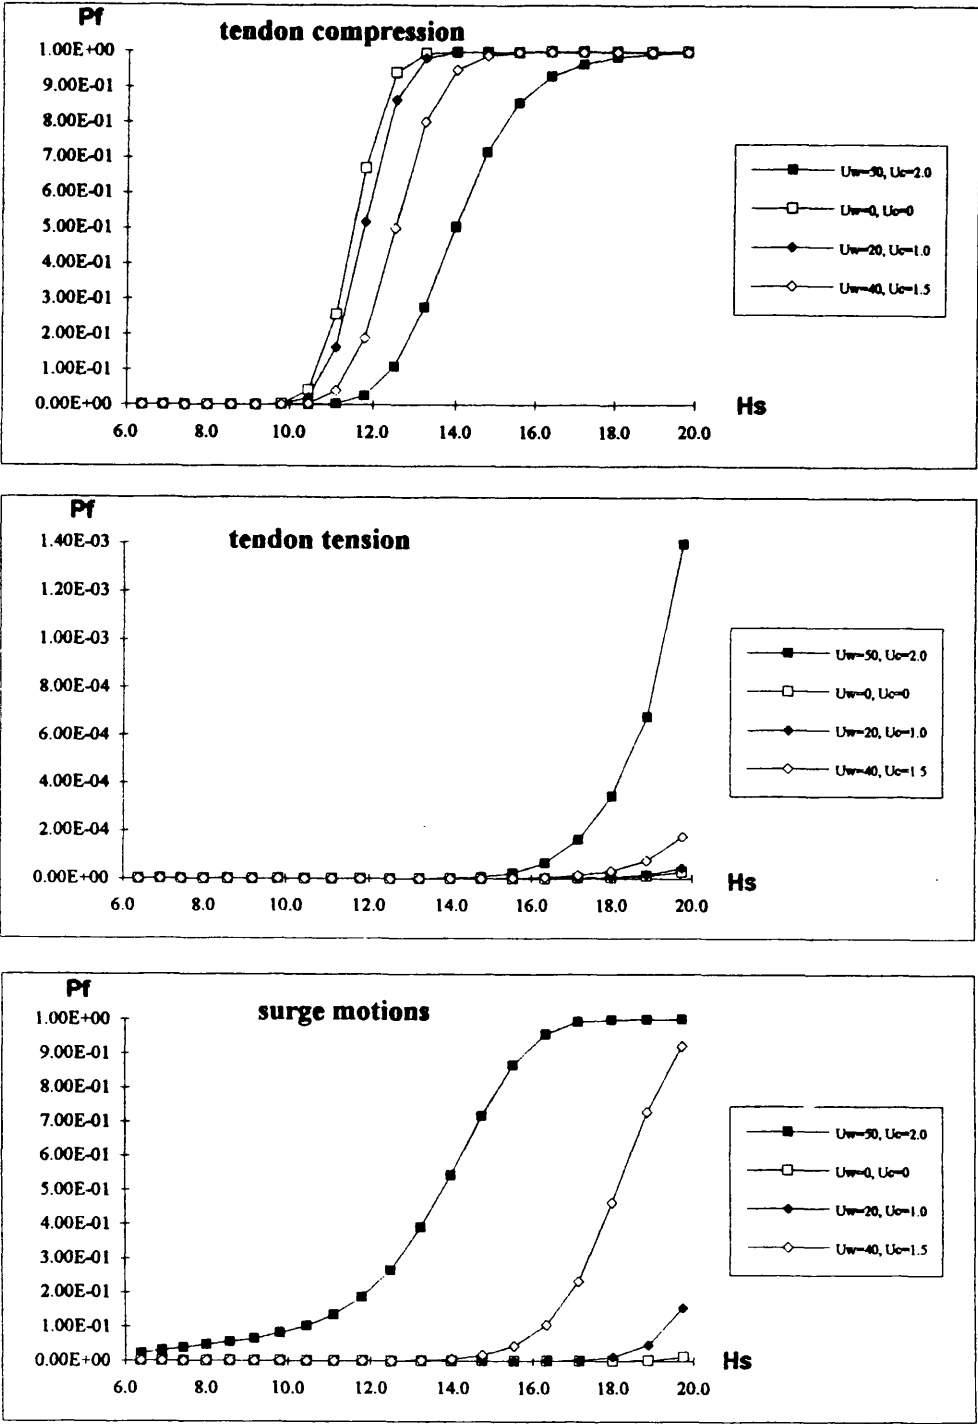 Pf
tendon compression
1.00E+00
9.00E-01
8.00E-01
7.00E-01
6.00E-01
5.00E-01
4.00E-01
3.00E-01
2.00E-01
1.00E-01
0.00E+00
6.0 8.0 10.0 12.0 14.0 16.0 18.0 20.0
Hs
Uw=50, Uc=2.0
Uw=0, Uc=0
Uw=20, Uc=1.0
Uw=40, Uc=1.5
Pf
tendon tension
1.40E-03
1.20E-03
1.00E-03
8.00E-04
6.00E-04
4.00E-04
2.00E-04
0.00E+00
6.0 8.0 10.0 12.0 14.0 16.0 18.0 20.0
Hs
Uw=50, Uc=2.0
Uw=0, Uc=0
Uw=20, Uc=1.0
Uw=40, Uc=1 5
Pf
surge motions
1.00E+00
9.00E-01
8.00E-01
7.00E-01
6.00E-01
5.00E-01
4.00E-01
3.00E-01
2.00E-01
1.00E-01
0.00E+00
6.0 8.0 10.0 12.0 14.0 16.0 18.0 20.0
Hs
Uw=50, Uc=2.0
Uw=0, Uc=0
Uw=20, Uc=1.0
Uw=40, Uc=1.5